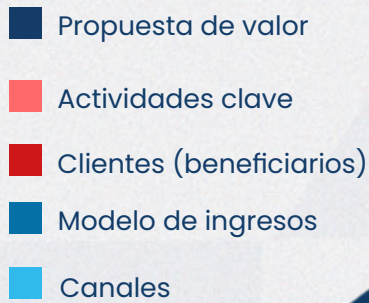 Propuesta de valor
Actividades clave
Clientes (beneficiarios)
Modelo de ingresos
Canales